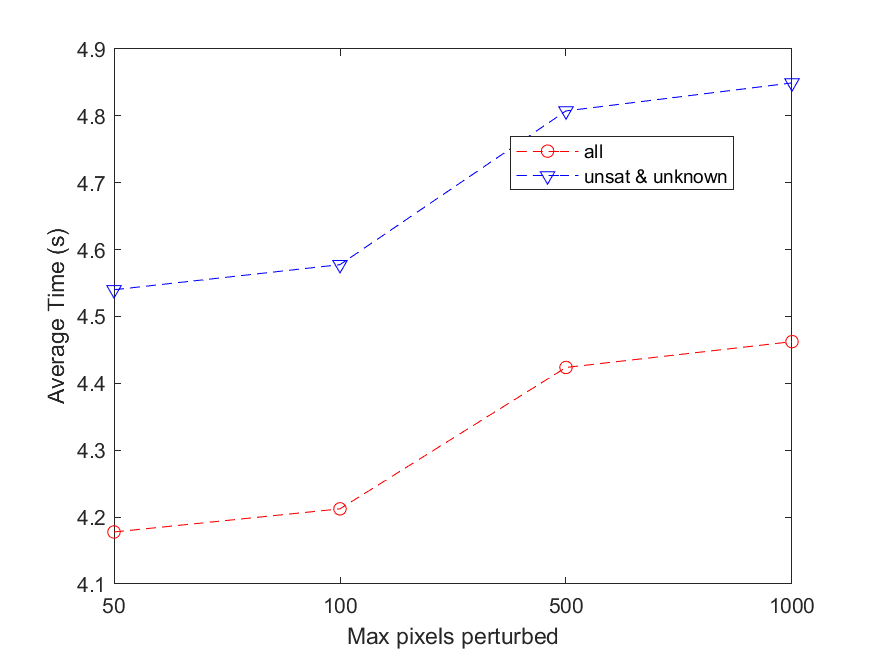 4.9
4.8
4.7
4.6
4.5
4.4
4.3
4.2
4.1
Average Time (s)
all
unsat & unknown
50 100 500 1000
Max pixels perturbed